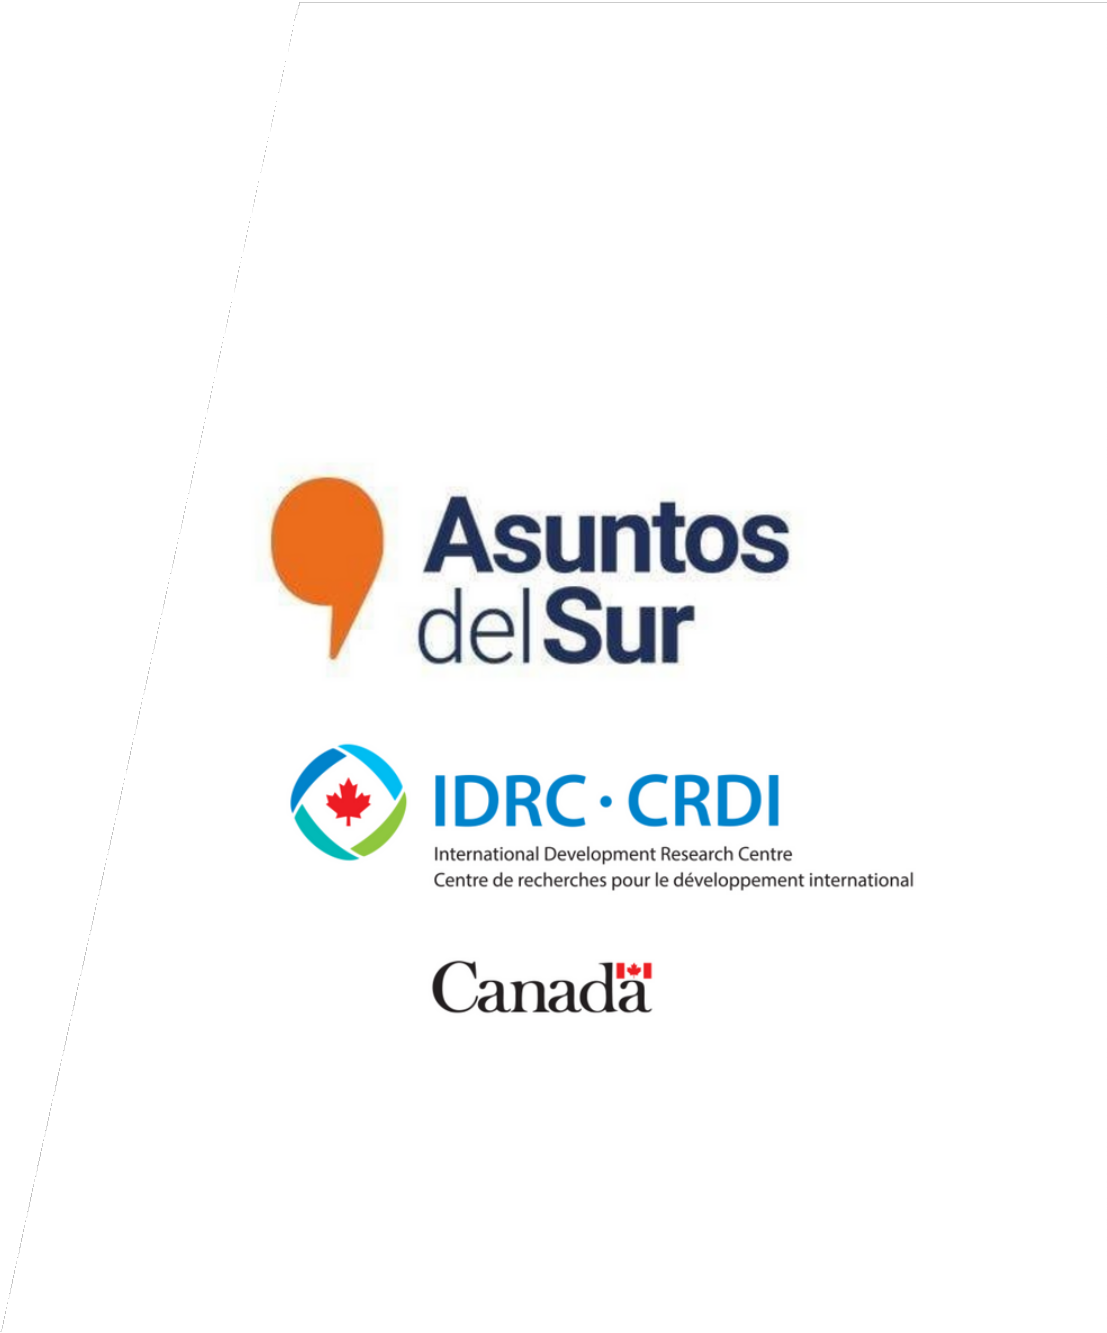 Asuntos
del Sur
IDRC · CRDI
International Development Research Centre
Centre de recherches pour le développement international
Canada